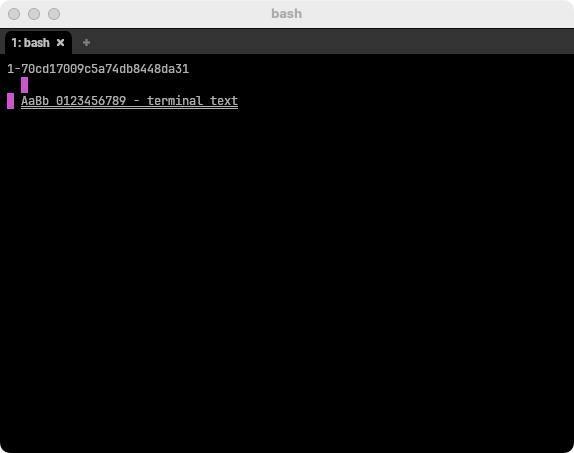 bash
1: bash × +
1-70cd17009c5a74db8448da31
AaBb 0123456789 - terminal text